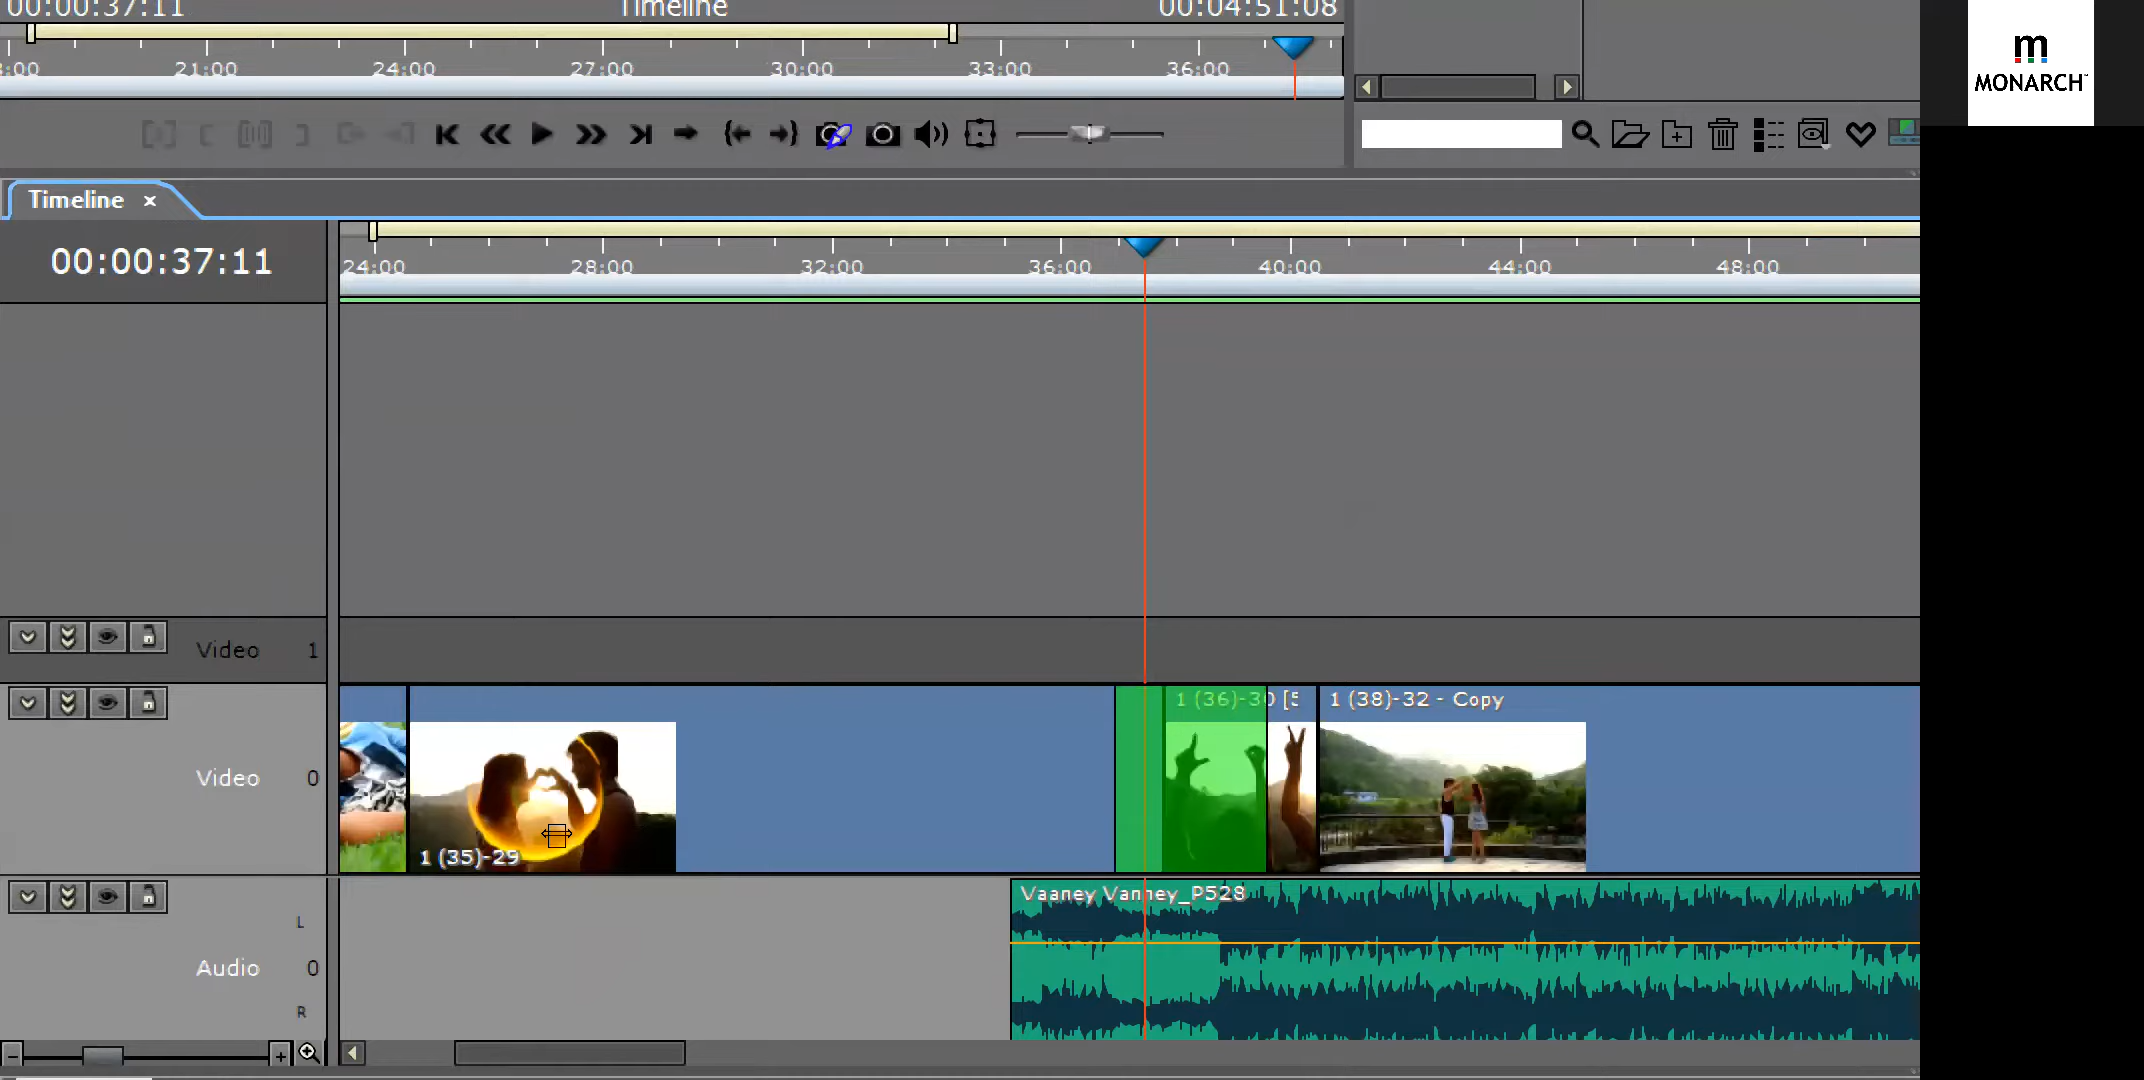 00:00:37:11
Timeline
00:04:51:08
:00
21:00
24:00
27:00
30:00
33:00
36:00
m
MONARCH
Timeline ×
00:00:37:11
24:00
28:00
32:00
36:00
40:00
44:00
48:00
Video 1
Video 0
1 (35)-29
1 (36)-30 [5
1 (38)-32 - Copy
L
Audio 0
R
Vaaney Vanney_P528